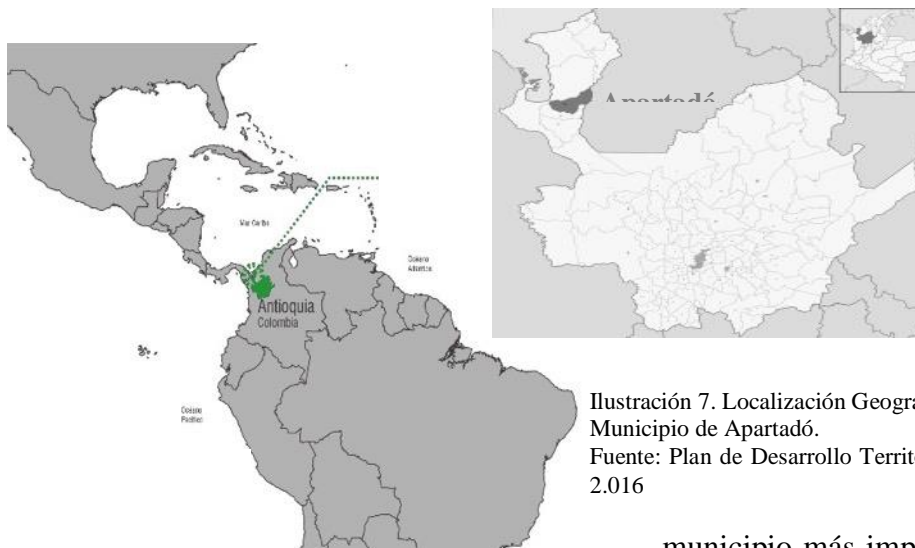 Apartadó
Mar Caribe
Océano
Atlántico
Antioquia
Colombia
Océano
Pacífico
Ilustración 7. Localización Geogra
Municipio de Apartadó.
Fuente: Plan de Desarrollo Territo
2.016
municipio más imp